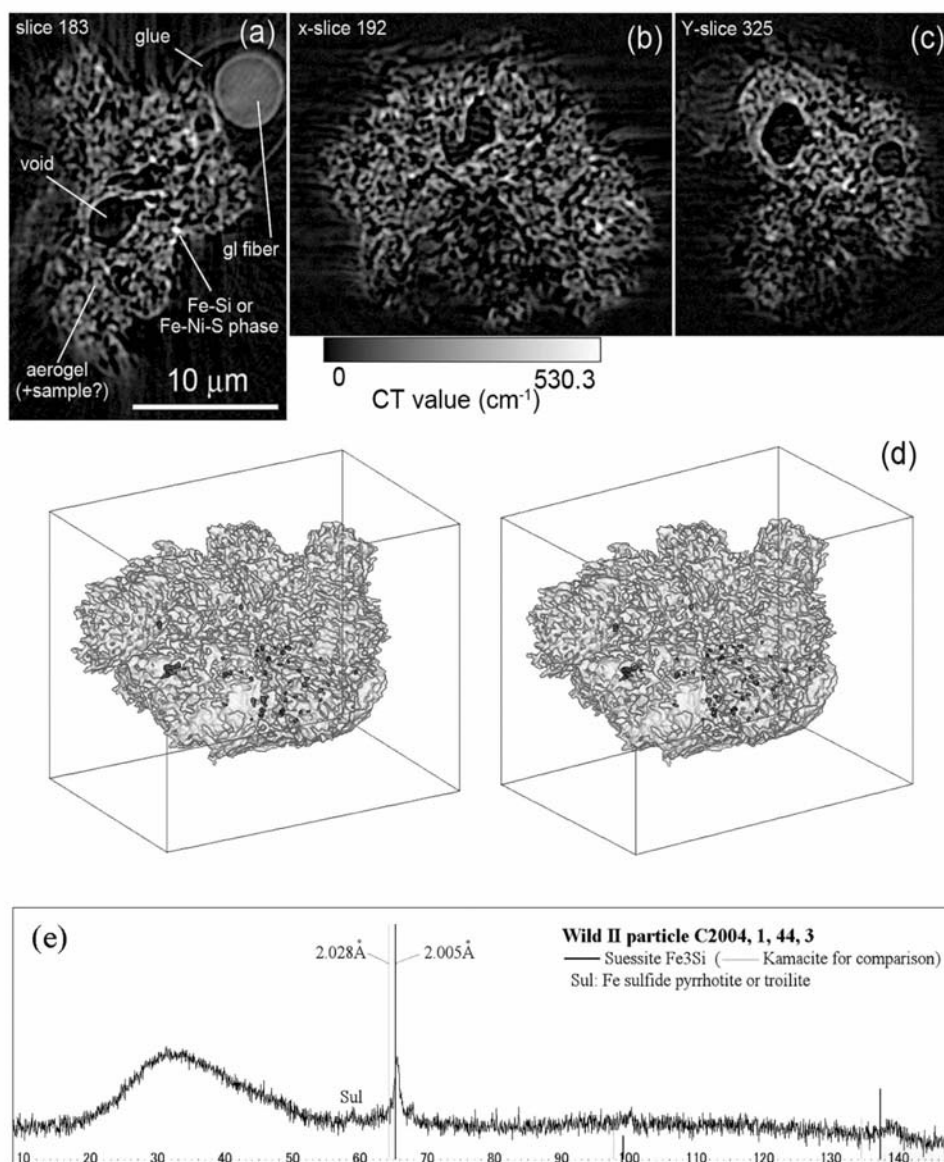 slice 183
(a)
glue
void
gl fiber
Fe-Si or
Fe-Ni-S phase
aerogel
(+sample?)
10 μm
x-slice 192
(b)
Y-slice 325
(c)
0
530.3
CT value (cm⁻¹)
(d)
(e)
2.028Å
2.005Å
Wild II particle C2004, 1, 44, 3
Suessite Fe3Si ( Kamacite for comparison)
Sul: Fe sulfide pyrrhotite or troilite
Sul
10 20 30 40 50 60 70 80 90 100 110 120 130 140